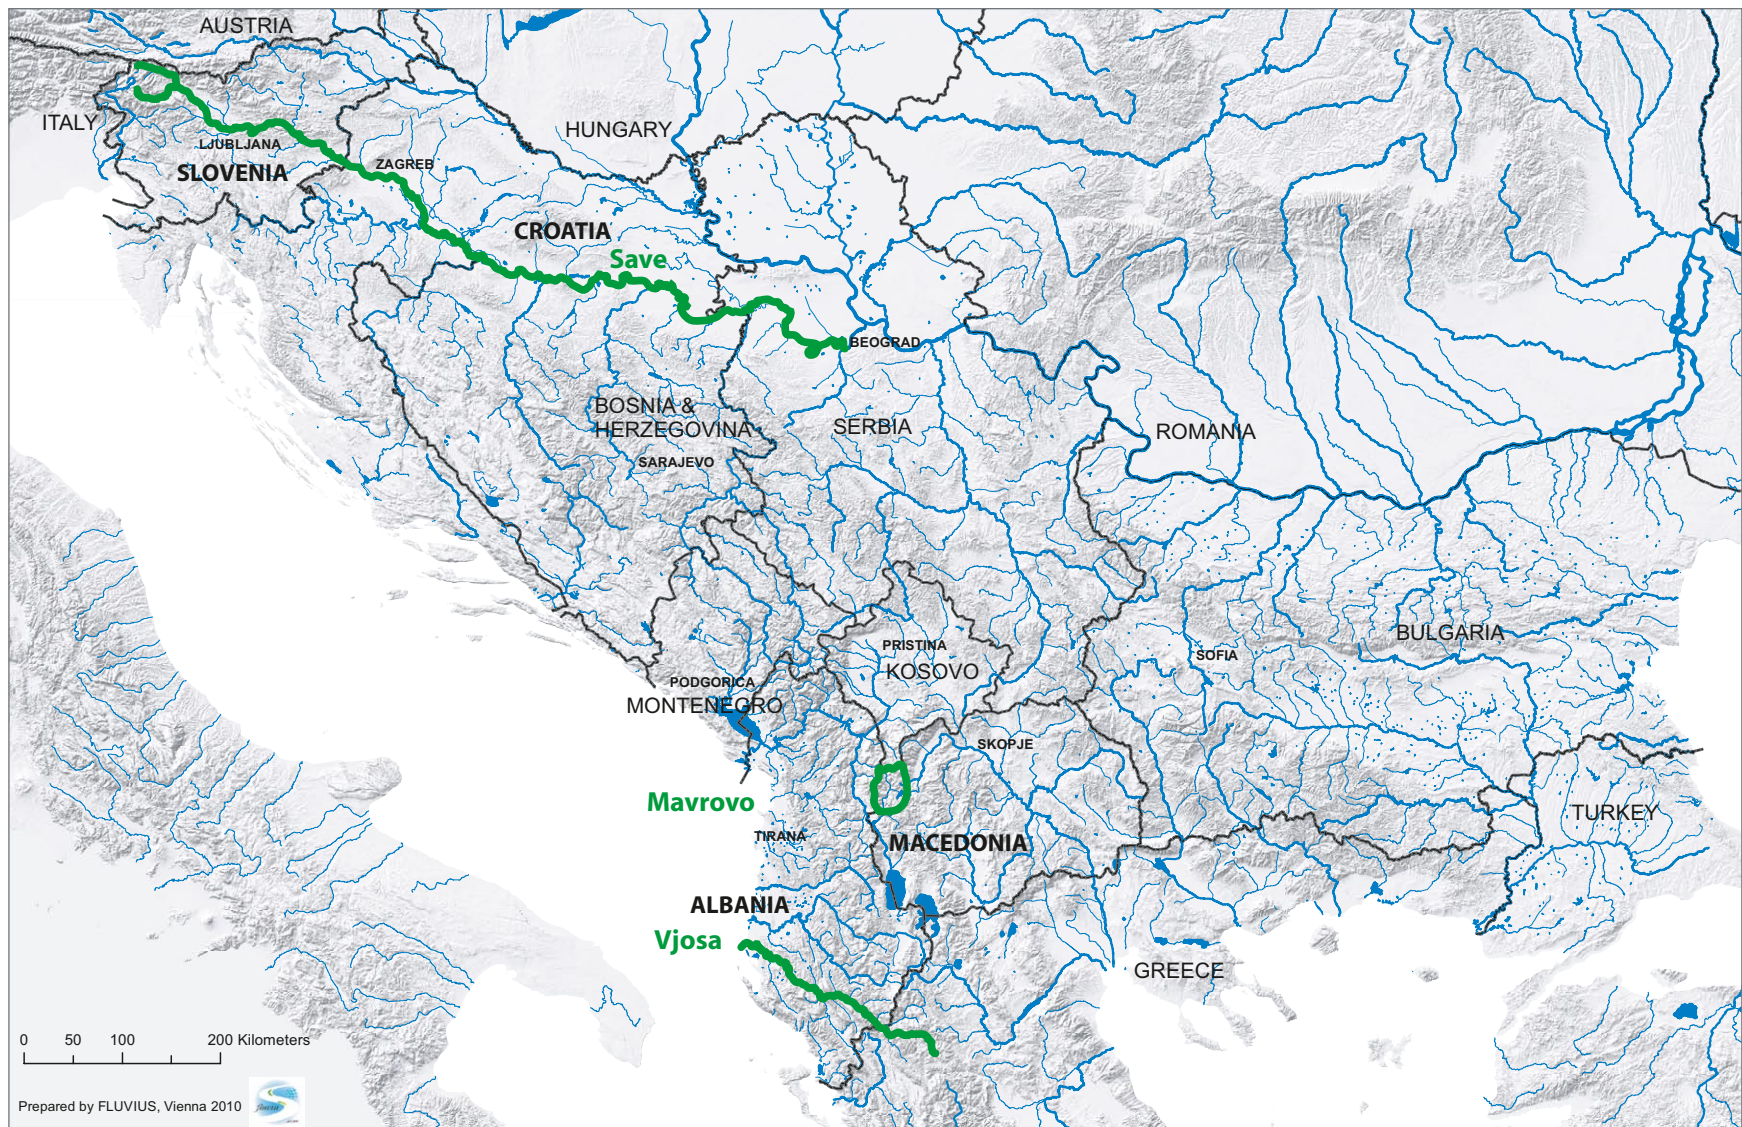 AUSTRIA
ITALY
HUNGARY
LJUBLJANA
SLOVENIA
ZAGREB
CROATIA
Save
BEOGRAD
BOSNIA &
HERZEGOVINA
SERBIA
ROMANIA
SARAJEVO
BULGARIA
PRISTINA
SOFIA
KOSOVO
PODGORICA
MONTENEGRO
SKOPJE
Mavrovo
TURKEY
TIRANA
MACEDONIA
ALBANIA
Vjosa
GREECE
0 50 100 200 Kilometers
Prepared by FLUVIUS, Vienna 2010